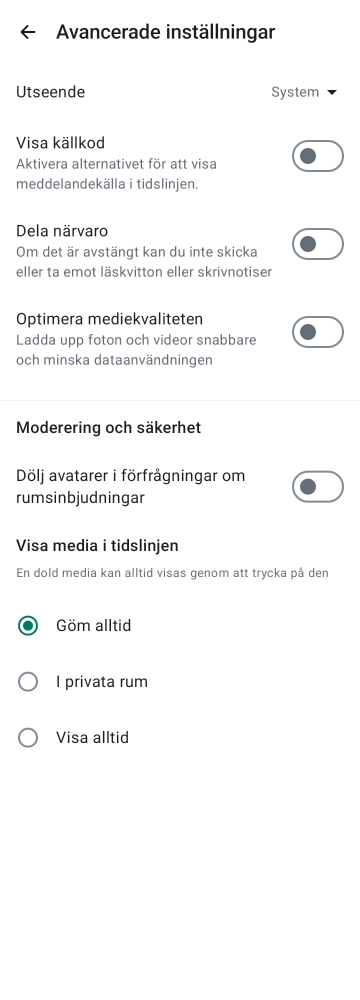 Avancerade inställningar
Utseende
System
Visa källkod
Aktivera alternativet för att visa
meddelandekälla i tidslinjen.
Dela närvaro
Om det är avstängt kan du inte skicka
eller ta emot läskvitton eller skrivnotiser
Optimera mediekvaliteten
Ladda upp foton och videor snabbare
och minska dataanvändningen
Moderering och säkerhet
Dölj avatarer i förfrågningar om
rumsinbjudningar
Visa media i tidslinjen
En dold media kan alltid visas genom att trycka på den
Göm alltid
I privata rum
Visa alltid